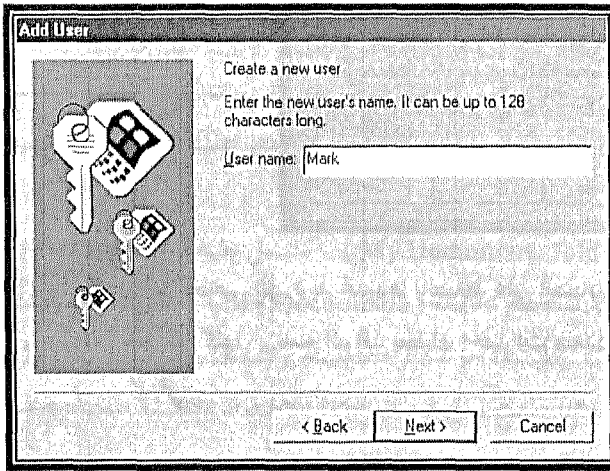 Add User
Create a new user
Enter the new user's name. It can be up to 128
characters long.
User name: Mark
< Back
Next >
Cancel